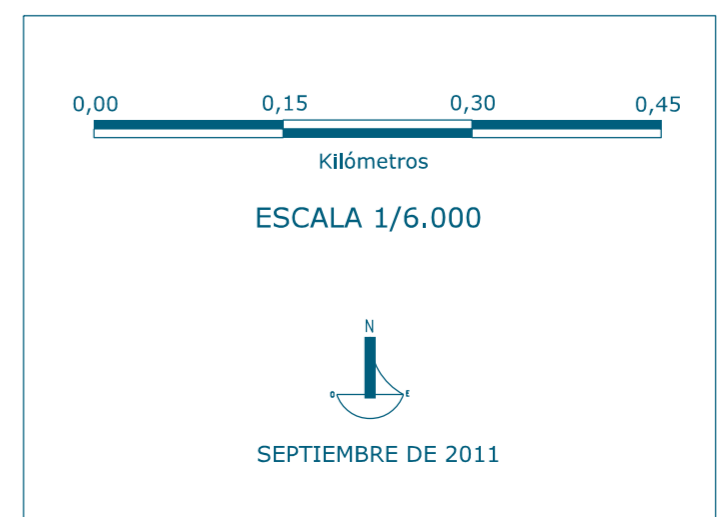 0,00 0,15 0,30 0,45
Kilómetros
ESCALA 1/6.000
N
O E
SEPTIEMBRE DE 2011